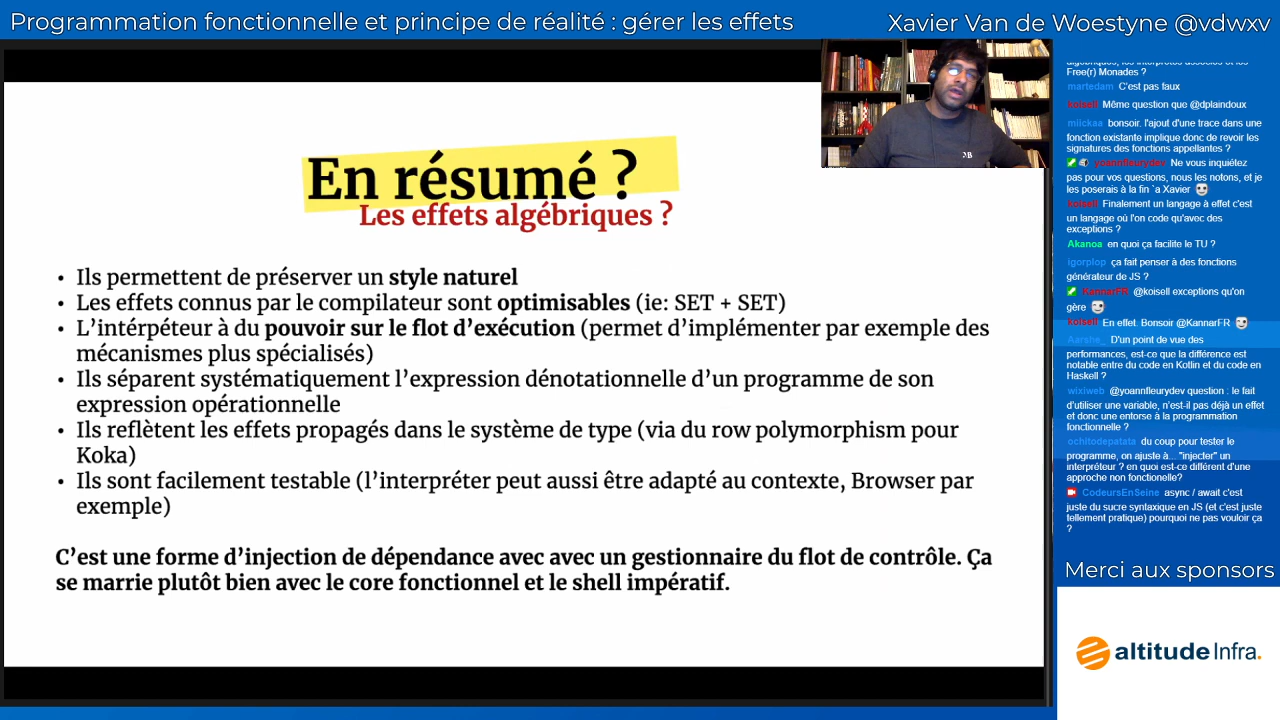 Programmation fonctionnelle et principe de réalité : gérer les effets
Xavier Van de Woestyne @vdwxv
En résumé ?
Les effets algébriques ?
• Ils permettent de préserver un style naturel
• Les effets connus par le compilateur sont optimisables (ie: SET + SET)
• L’intérpéteur à du pouvoir sur le flot d’exécution (permet d’implémenter par exemple des
mécanismes plus spécialisés)
• Ils séparent systématiquement l’expression dénotationnelle d’un programme de son
expression opérationnelle
• Ils reflètent les effets propagés dans le système de type (via du row polymorphism pour
Koka)
• Ils sont facilement testable (l’interpréter peut aussi être adapté au contexte, Browser par
exemple)
C’est une forme d’injection de dépendance avec avec un gestionnaire du flot de contrôle. Ça
se marrie plutôt bien avec le core fonctionnel et le shell impératif.
algébriques, les interprètes associés et les
Free(r) Monades ?
martedam C'est pas faux
koisell Même question que @dplaindoux
miickaa bonsoir. l'ajout d'une trace dans une
fonction existante implique donc de revoir les
signatures des fonctions appellantes ?
yoannfleurydev Ne vous inquiétez
pas pour vos questions, nous les notons, et je
les poserais à la fin `a Xavier
koisell Finalement un langage à effet c'est
un langage où l'on code qu'avec des
exceptions ?
Akanoa en quoi ça facilite le TU ?
igorplop ça fait penser à des fonctions
générateur de JS ?
KannarFR @koisell exceptions qu'on
gère
koisell En effet. Bonsoir @KannarFR
Aarshe_ D'un point de vue des
performances, est-ce que la différence est
notable entre du code en Kotlin et du code en
Haskell ?
wixiweb @yoannfleurydev question : le fait
d'utiliser une variable, n'est-il pas déjà un effet
et donc une entorse à la programmation
fonctionnelle ?
ochitodepatata du coup pour tester le
programme, on ajuste à... "injecter" un
interpréteur ? en quoi est-ce différent d'une
approche non fonctionelle?
CodeursEnSeine async / await c'est
juste du sucre syntaxique en JS (et c'est juste
tellement pratique) pourquoi ne pas vouloir ça
?
Merci aux sponsors
altitudeInfra.